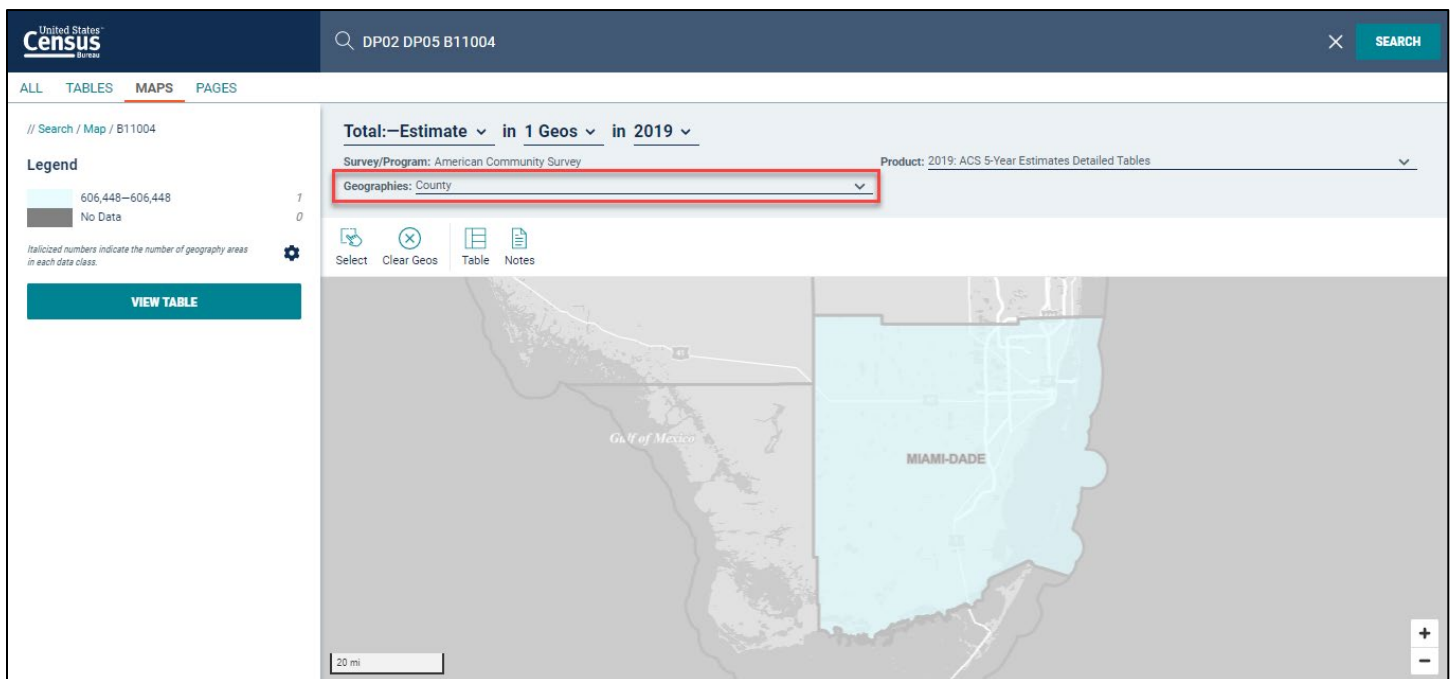 United States™
Census
Bureau
DP02 DP05 B11004
SEARCH
ALL TABLES MAPS PAGES
// Search / Map / B11004
Total:—Estimate in 1 Geos in 2019
Survey/Program: American Community Survey
Product: 2019: ACS 5-Year Estimates Detailed Tables
Geographies: County
Legend
606,448—606,448 1
No Data 0
Italicized numbers indicate the number of geography areas
in each data class.
VIEW TABLE
Select Clear Geos Table Notes
41
Gulf of Mexico
MIAMI-DADE
20 mi
+
−